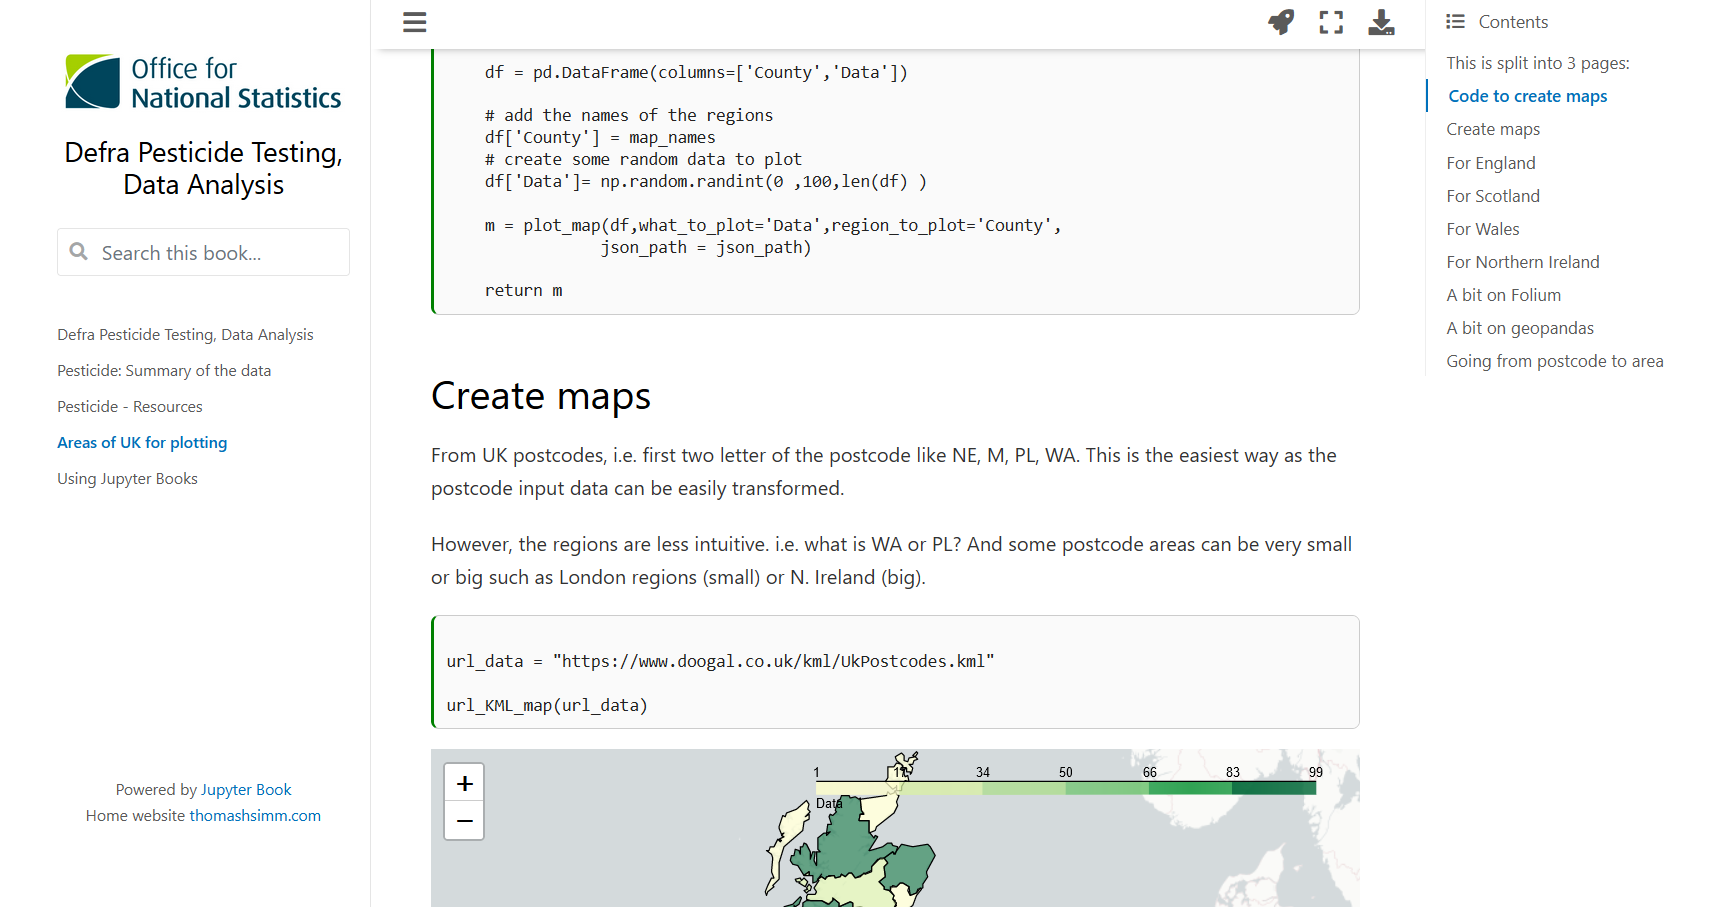 Office for
National Statistics
Defra Pesticide Testing,
Data Analysis
Search this book...
Defra Pesticide Testing, Data Analysis
Pesticide: Summary of the data
Pesticide - Resources
Areas of UK for plotting
Using Jupyter Books
Powered by Jupyter Book
Home website thomashsimm.com
df = pd.DataFrame(columns=['County','Data'])
# add the names of the regions
df['County'] = map_names
# create some random data to plot
df['Data']= np.random.randint(0 ,100,len(df) )
m = plot_map(df,what_to_plot='Data',region_to_plot='County',
json_path = json_path)
return m
Create maps
From UK postcodes, i.e. first two letter of the postcode like NE, M, PL, WA. This is the easiest way as the
postcode input data can be easily transformed.
However, the regions are less intuitive. i.e. what is WA or PL? And some postcode areas can be very small
or big such as London regions (small) or N. Ireland (big).
url_data = "https://www.doogal.co.uk/kml/UkPostcodes.kml"
url_KML_map(url_data)
+
−
1 17 34 50 66 83 99
Data
Contents
This is split into 3 pages:
Code to create maps
Create maps
For England
For Scotland
For Wales
For Northern Ireland
A bit on Folium
A bit on geopandas
Going from postcode to area